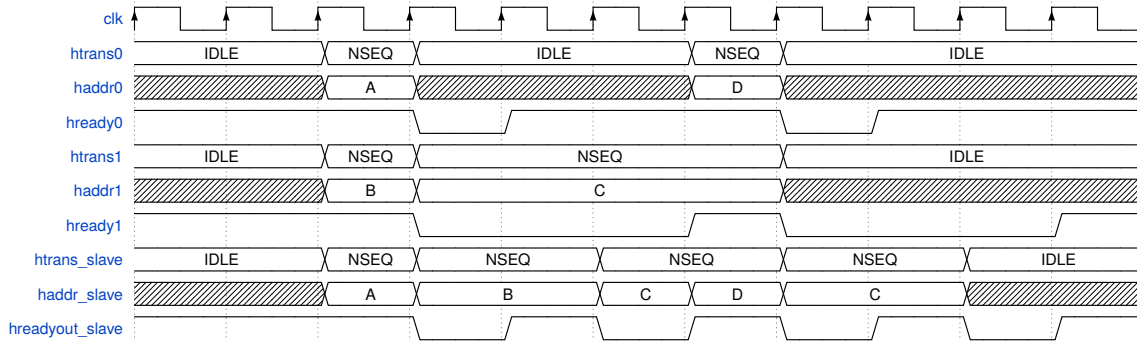 clk
htrans0 IDLE NSEQ IDLE NSEQ IDLE
haddr0 A D
hready0
htrans1 IDLE NSEQ NSEQ IDLE
haddr1 B C
hready1
htrans_slave IDLE NSEQ NSEQ NSEQ NSEQ IDLE
haddr_slave A B C D C
hreadyout_slave